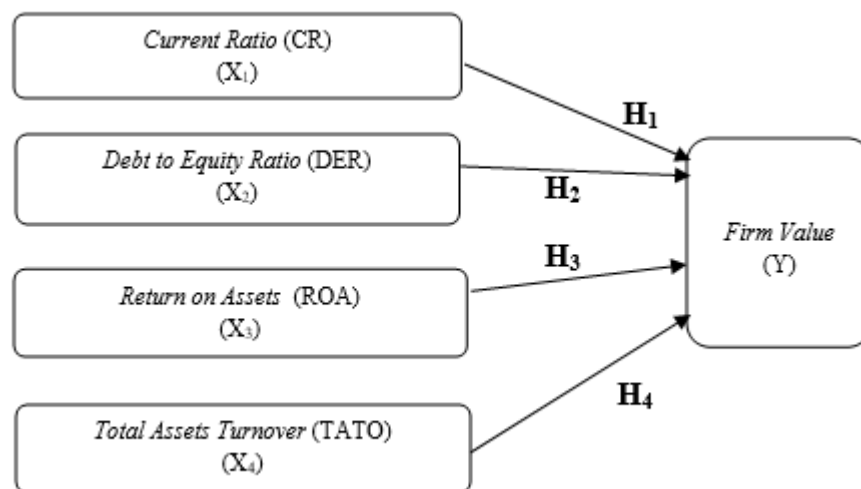 Current Ratio (CR)
(X₁)
H₁
Debt to Equity Ratio (DER)
(X₂)
H₂
Firm Value
(Y)
H₃
Return on Assets (ROA)
(X₃)
H₄
Total Assets Turnover (TATO)
(X₄)